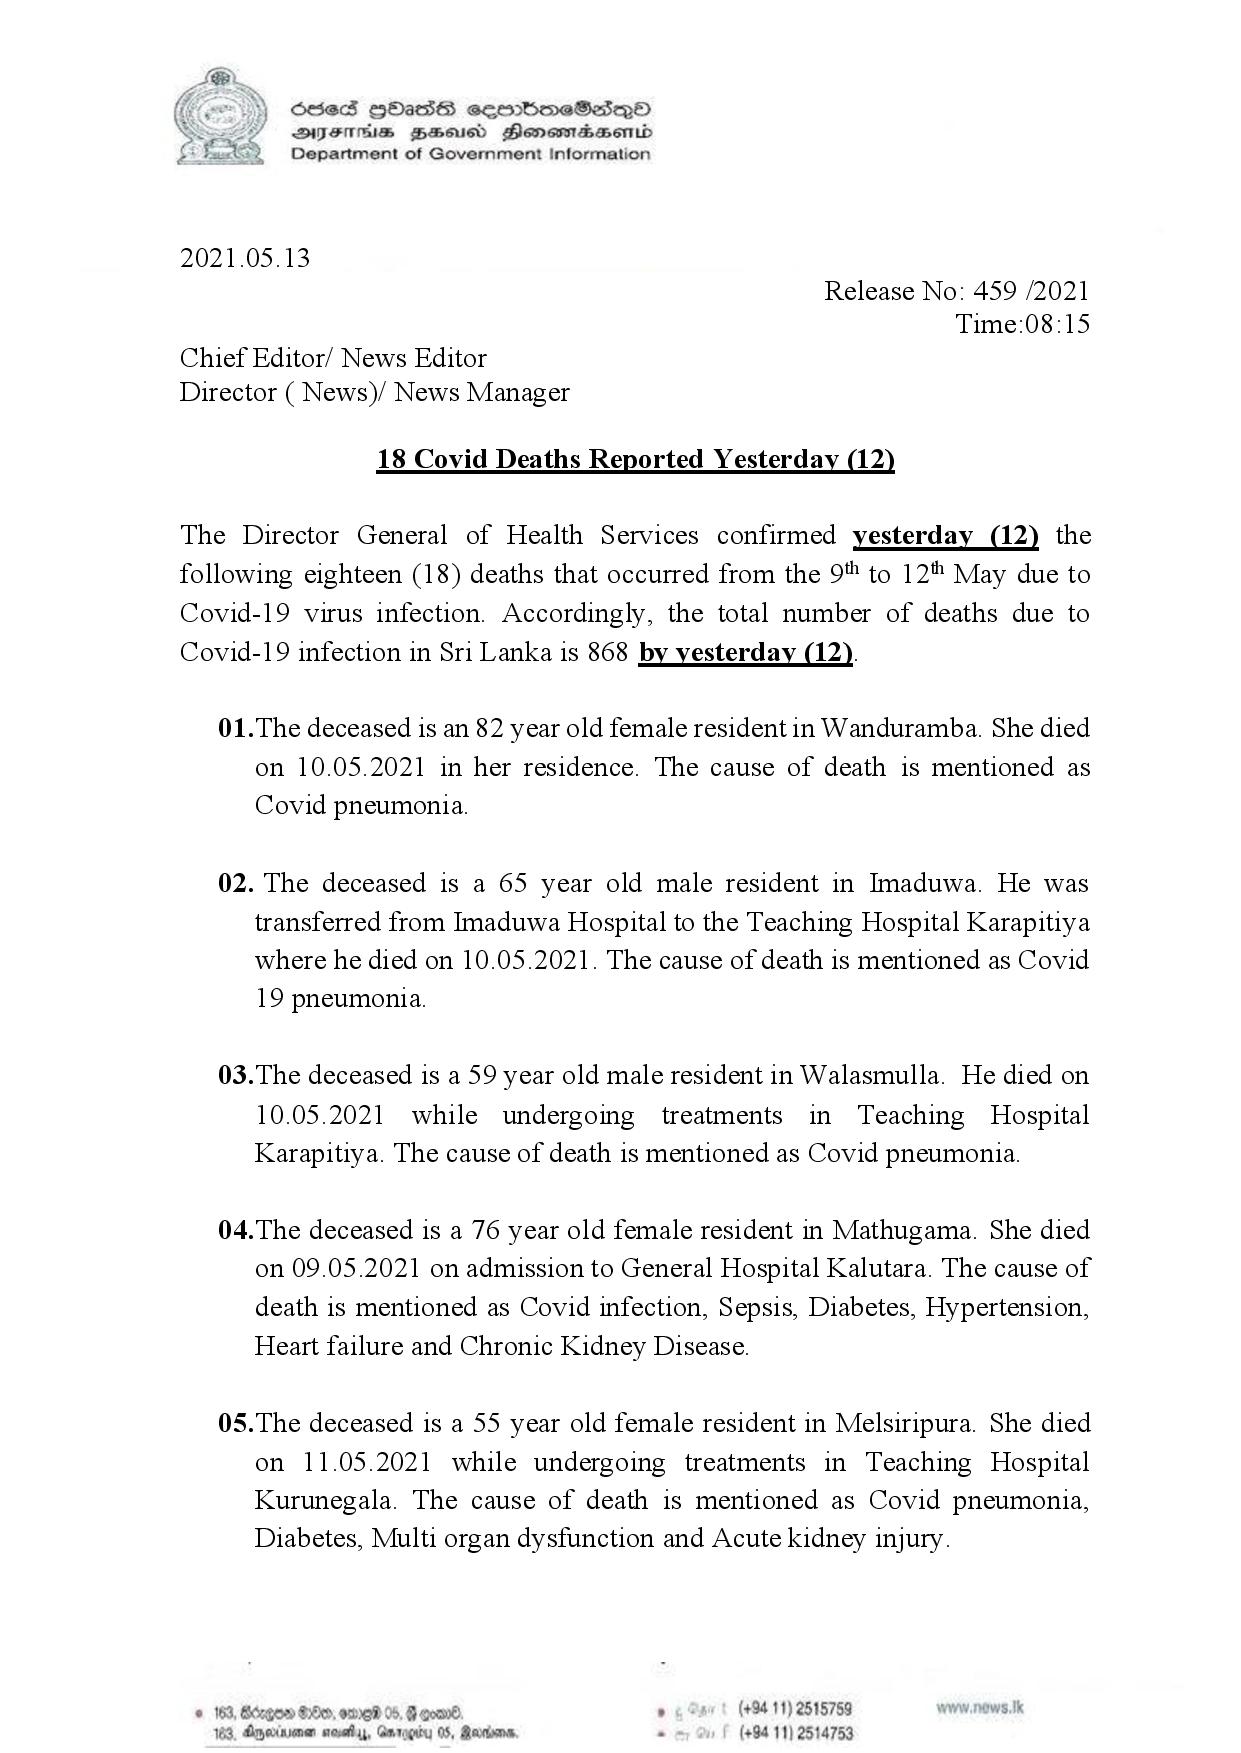 රජයේ ප්‍රවෘත්ති දෙපාර්තමේන්තුව
அரசாங்க தகவல் திணைக்களம்
Department of Government Information
2021.05.13
Release No: 459 /2021
Time:08:15
Chief Editor/ News Editor
Director ( News)/ News Manager
18 Covid Deaths Reported Yesterday (12)
The Director General of Health Services confirmed yesterday (12) the
following eighteen (18) deaths that occurred from the 9th to 12th May due to
Covid-19 virus infection. Accordingly, the total number of deaths due to
Covid-19 infection in Sri Lanka is 868 by yesterday (12).
01.The deceased is an 82 year old female resident in Wanduramba. She died
on 10.05.2021 in her residence. The cause of death is mentioned as
Covid pneumonia.
02. The deceased is a 65 year old male resident in Imaduwa. He was
transferred from Imaduwa Hospital to the Teaching Hospital Karapitiya
where he died on 10.05.2021. The cause of death is mentioned as Covid
19 pneumonia.
03.The deceased is a 59 year old male resident in Walasmulla. He died on
10.05.2021 while undergoing treatments in Teaching Hospital
Karapitiya. The cause of death is mentioned as Covid pneumonia.
04.The deceased is a 76 year old female resident in Mathugama. She died
on 09.05.2021 on admission to General Hospital Kalutara. The cause of
death is mentioned as Covid infection, Sepsis, Diabetes, Hypertension,
Heart failure and Chronic Kidney Disease.
05.The deceased is a 55 year old female resident in Melsiripura. She died
on 11.05.2021 while undergoing treatments in Teaching Hospital
Kurunegala. The cause of death is mentioned as Covid pneumonia,
Diabetes, Multi organ dysfunction and Acute kidney injury.
163, කිරුලපන මාවත, කොළඹ 05, ශ්‍රී ලංකාව.
163, கிருலப்பனை எவெனியூ, கொழும்பு 05, இலங்கை.
(+94 11) 2515759
(+94 11) 2514753
www.news.lk